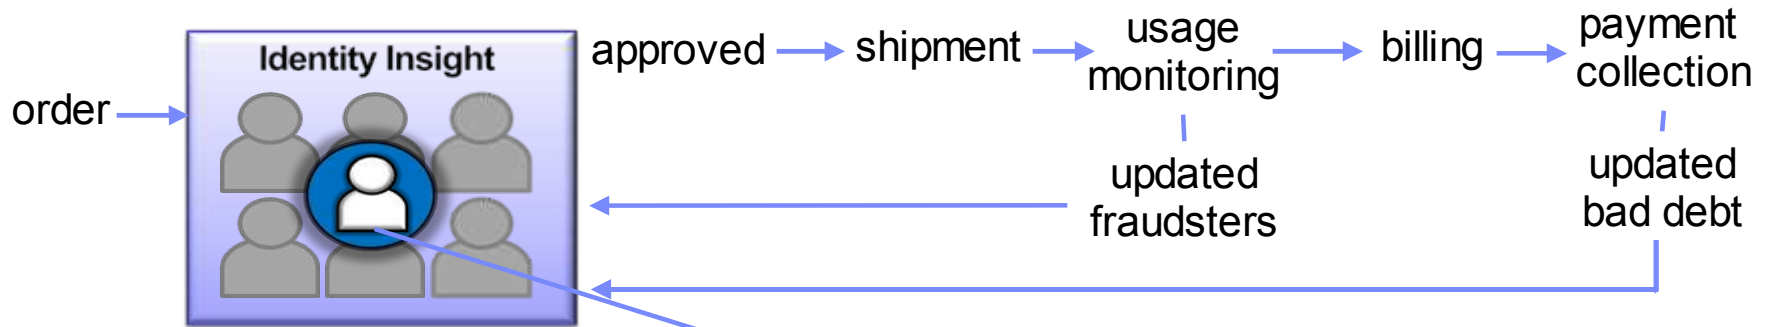 Identity Insight
order
approved
shipment
usage
monitoring
billing
payment
collection
updated
fraudsters
updated
bad debt